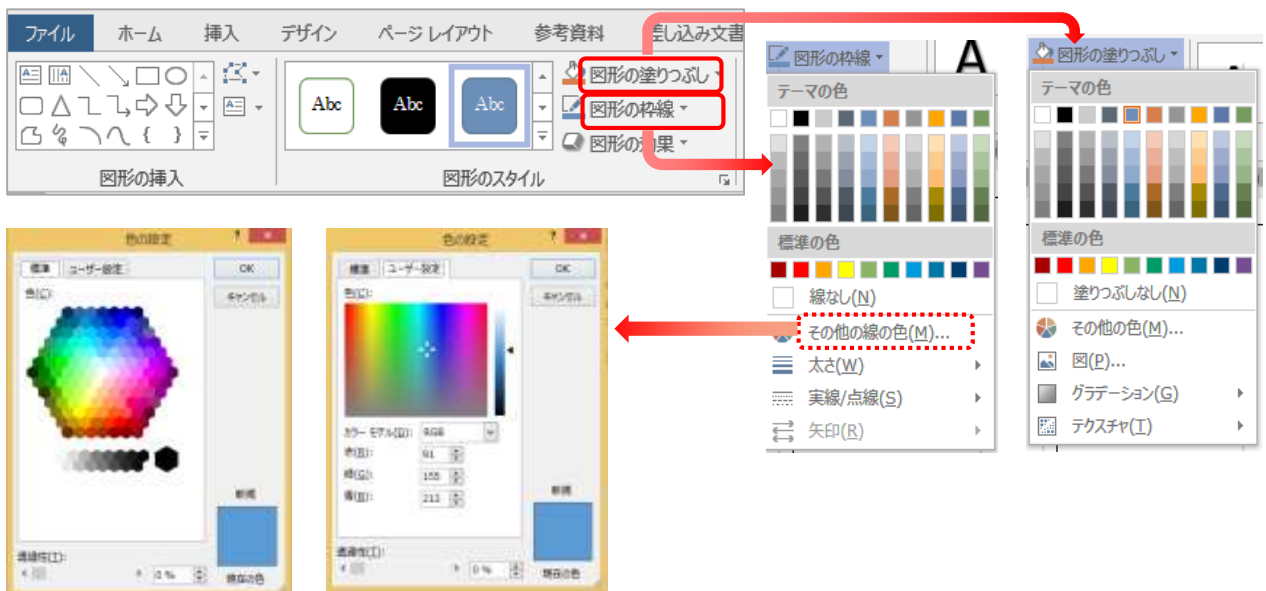 ファイル ホーム 挿入 デザイン ページ レイアウト 参考資料 差し込み文書
Abc Abc Abc
図形の塗りつぶし
図形の枠線
図形の効果
図形の挿入 図形のスタイル
図形の枠線
A
テーマの色
標準の色
線なし(N)
その他の線の色(M)...
太さ(W)
実線/点線(S)
矢印(R)
図形の塗りつぶし
テーマの色
標準の色
塗りつぶしなし(N)
その他の色(M)...
図(P)...
グラデーション(G)
テクスチャ(T)
色の設定 ?
標準 ユーザー設定 OK
キャンセル
色(C):
新規
透過性(T):
0 % 現在の色
色の設定 ?
標準 ユーザー設定 OK
キャンセル
色(C):
カラー モデル(D): RGB
赤(R): 91
緑(G): 155
青(B): 213
新規
透過性(T):
0 % 現在の色